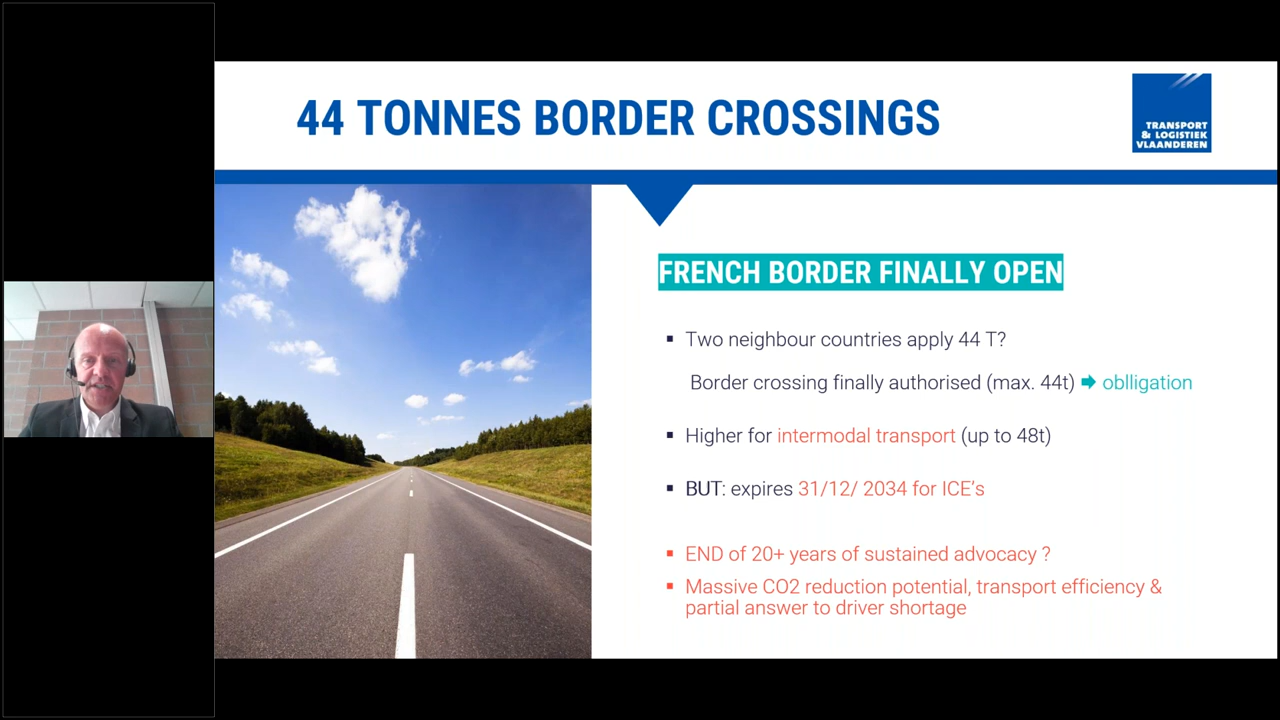 44 TONNES BORDER CROSSINGS
TRANSPORT
& LOGISTIEK
VLAANDEREN
FRENCH BORDER FINALLY OPEN
▪ Two neighbour countries apply 44 T?
Border crossing finally authorised (max. 44t) ➡ oblligation
▪ Higher for intermodal transport (up to 48t)
▪ BUT: expires 31/12/ 2034 for ICE's
▪ END of 20+ years of sustained advocacy ?
▪ Massive CO2 reduction potential, transport efficiency &
partial answer to driver shortage